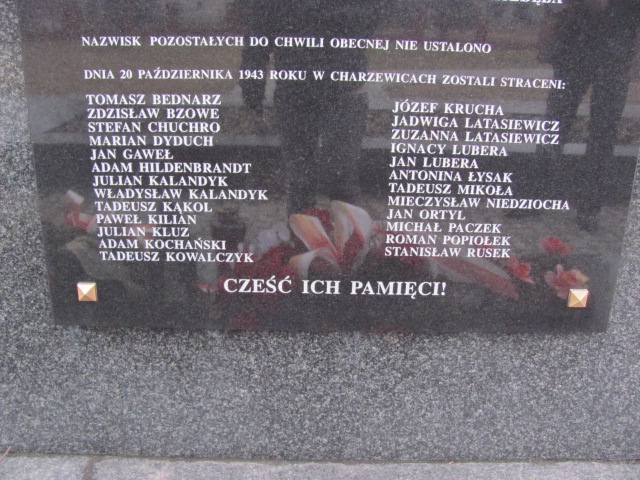 NAZWISK POZOSTAŁYCH DO CHWILI OBECNEJ NIE USTALONO
DNIA 20 PAŹDZIERNIKA 1943 ROKU W CHARZEWICACH ZOSTALI STRACENI:
TOMASZ BEDNARZ
ZDZISŁAW BZOWE
STEFAN CHUCHRO
MARIAN DYDUCH
JAN GAWEŁ
ADAM HILDENBRANDT
JULIAN KALANDYK
WŁADYSŁAW KALANDYK
TADEUSZ KĄKOL
PAWEŁ KILIAN
JULIAN KLUZ
ADAM KOCHAŃSKI
TADEUSZ KOWALCZYK
JÓZEF KRUCHA
JADWIGA LATASIEWICZ
ZUZANNA LATASIEWICZ
IGNACY LUBERA
JAN LUBERA
ANTONINA ŁYSAK
TADEUSZ MIKOŁA
MIECZYSŁAW NIEDZIOCHA
JAN ORTYL
MICHAŁ PACZEK
ROMAN POPIOŁEK
STANISŁAW RUSEK
CZEŚĆ ICH PAMIĘCI!